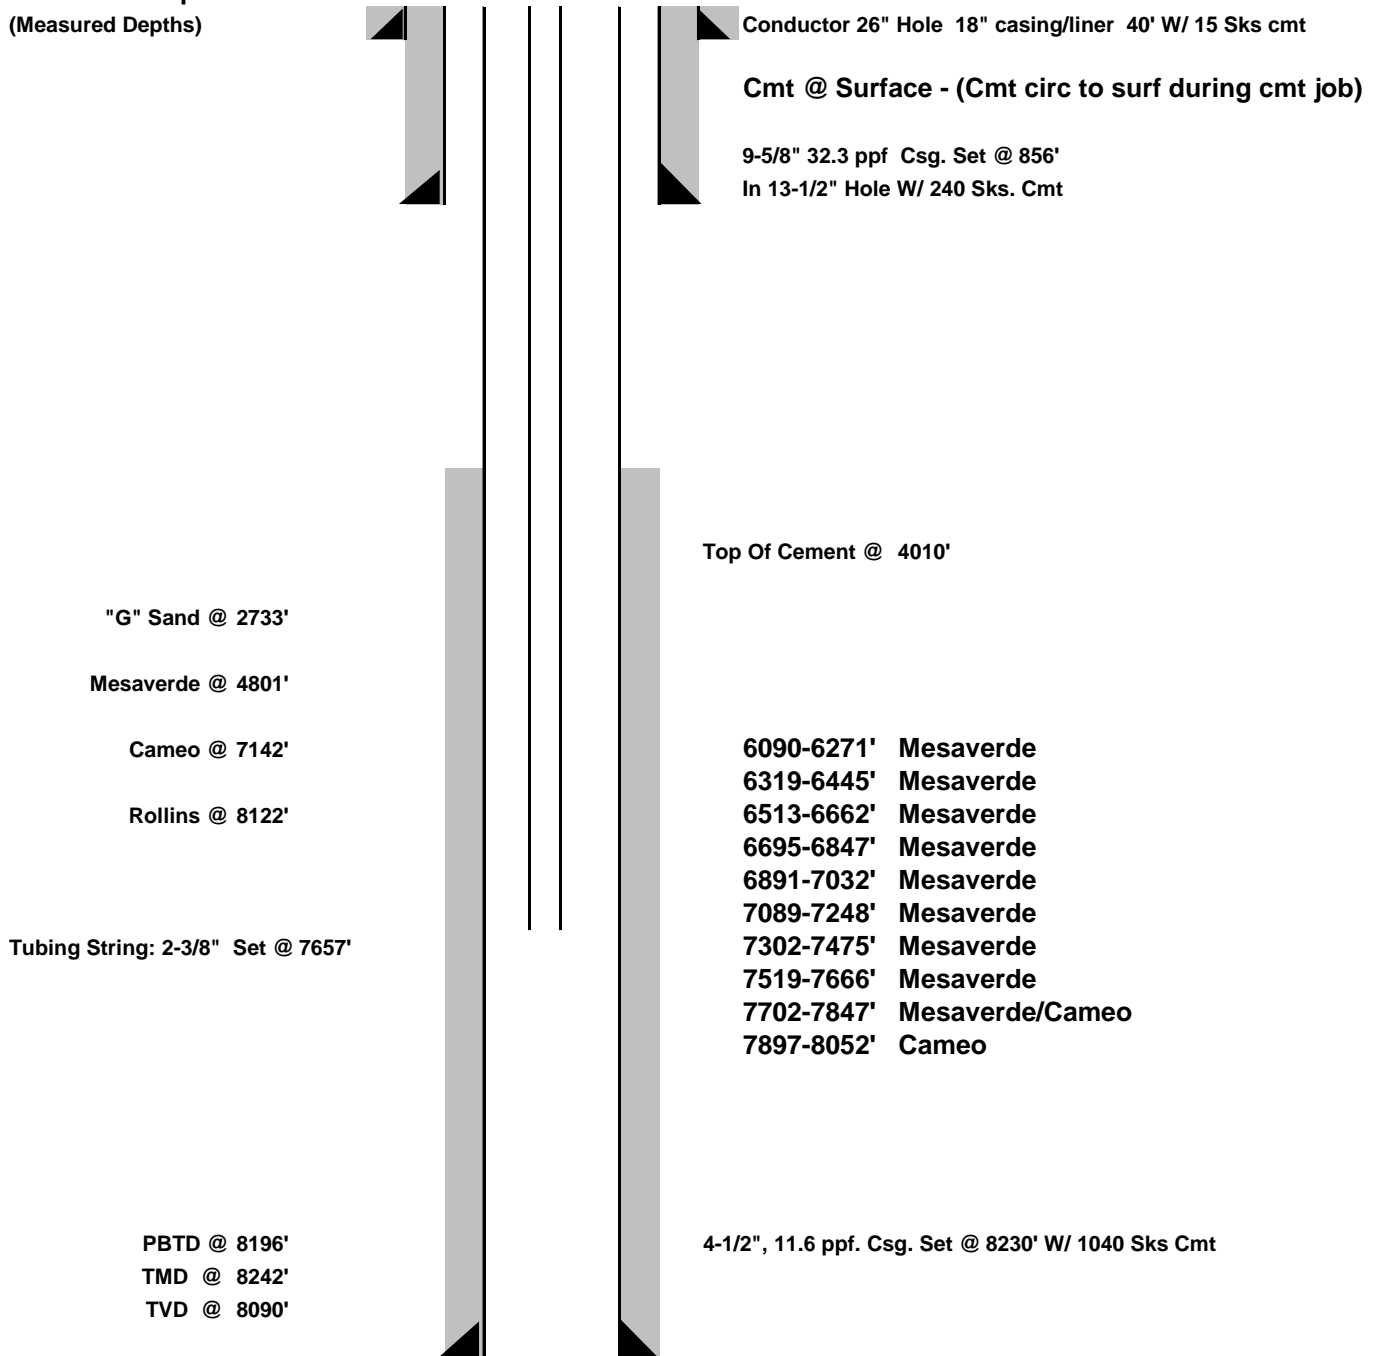 (Measured Depths)
Conductor 26" Hole 18" casing/liner 40' W/ 15 Sks cmt
Cmt @ Surface - (Cmt circ to surf during cmt job)
9-5/8" 32.3 ppf Csg. Set @ 856'
In 13-1/2" Hole W/ 240 Sks. Cmt
Top Of Cement @ 4010'
"G" Sand @ 2733'
Mesaverde @ 4801'
Cameo @ 7142'
Rollins @ 8122'
6090-6271' Mesaverde
6319-6445' Mesaverde
6513-6662' Mesaverde
6695-6847' Mesaverde
6891-7032' Mesaverde
7089-7248' Mesaverde
7302-7475' Mesaverde
7519-7666' Mesaverde
7702-7847' Mesaverde/Cameo
7897-8052' Cameo
Tubing String: 2-3/8" Set @ 7657'
PBTD @ 8196'
TMD @ 8242'
TVD @ 8090'
4-1/2", 11.6 ppf. Csg. Set @ 8230' W/ 1040 Sks Cmt